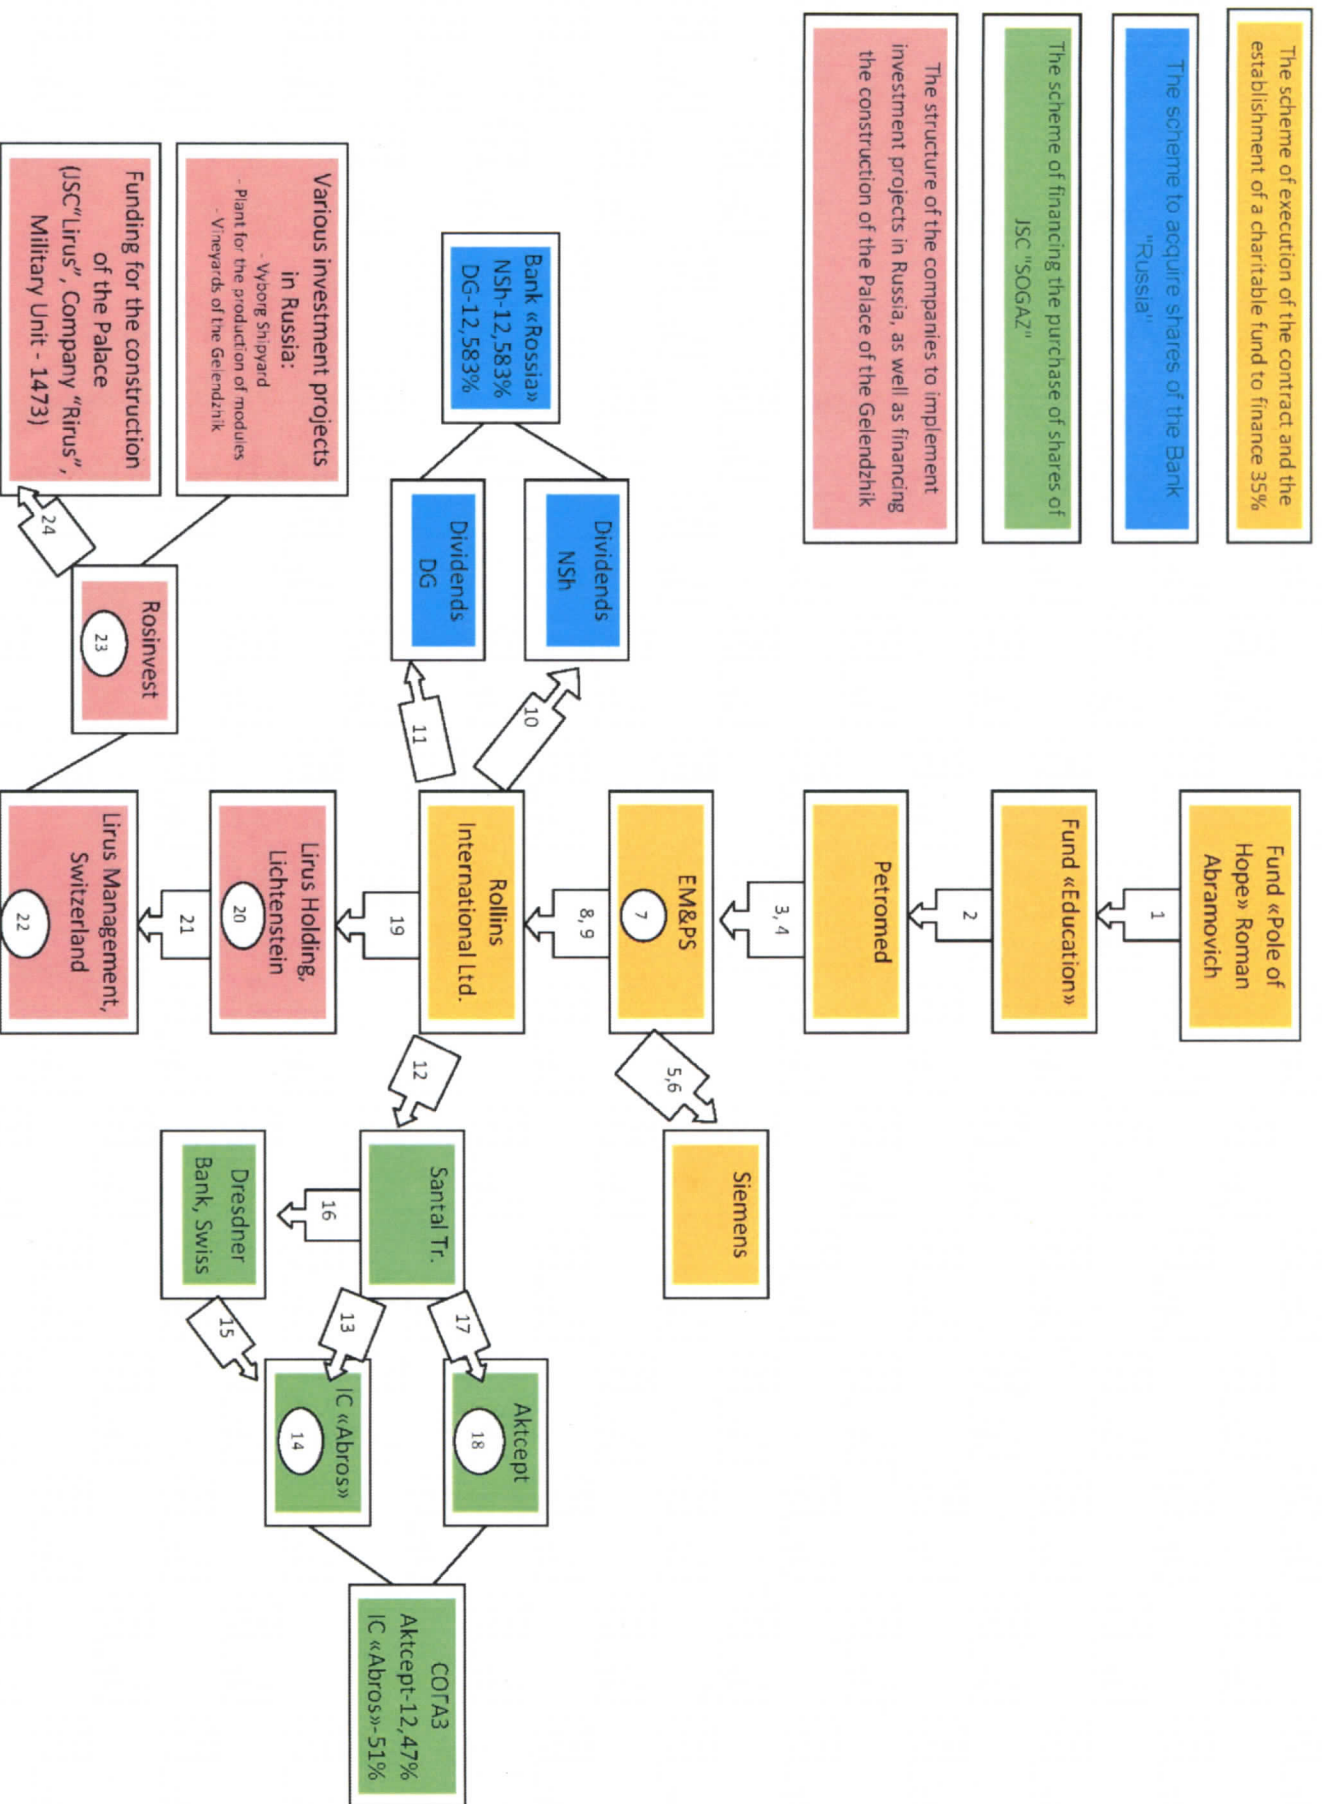 The scheme of execution of the contract and the
establishment of a charitable fund to finance 35%
The scheme to acquire shares of the Bank
"Russia"
The scheme of financing the purchase of shares of
JSC "SOGAZ"
The structure of the companies to implement
investment projects in Russia, as well as financing
the construction of the Palace of the Gelendzhik
Fund «Pole of
Hope» Roman
Abramovich
1
Fund «Education»
2
Petromed
3, 4
EM&PS
7
5,6
Siemens
8, 9
Rollins
International Ltd.
10
11
Dividends
NSh
Dividends
DG
Bank «Rossia»
NSh-12,583%
DG-12,583%
12
Santal Tr.
16
Dresdner
Bank, Swiss
17
13
15
Aktcept
18
IC «Abros»
14
СОГАЗ
Aktcept-12,47%
IC «Abros»-51%
19
Lirus Holding,
Lichtenstein
20
21
Lirus Management,
Switzerland
22
Rosinvest
23
24
Various investment projects
in Russia:
- Vyborg Shipyard
- Plant for the production of modules
- Vineyards of the Gelendzhik
Funding for the construction
of the Palace
(JSC"Lirus", Company "Rirus",
Military Unit - 1473)